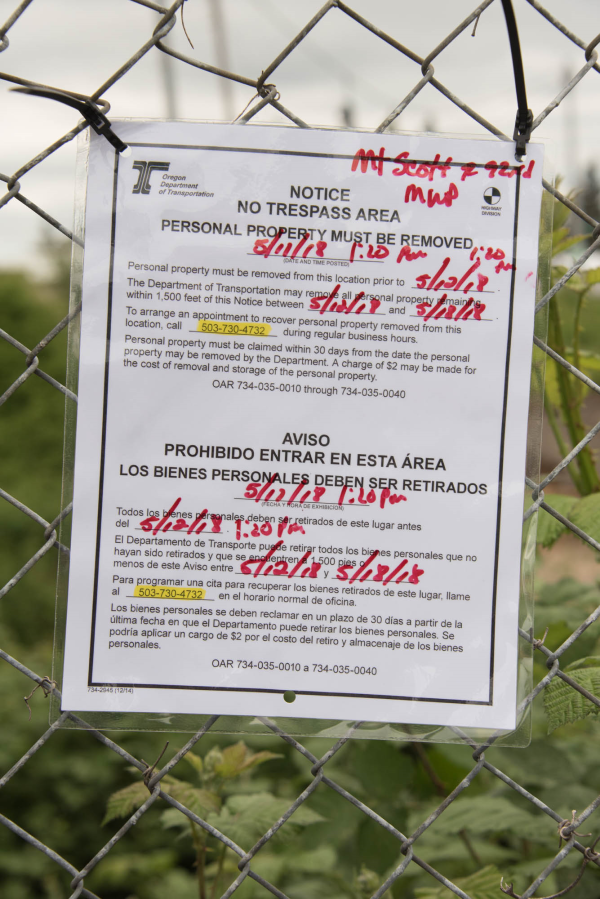 Mt Scott & 92nd
MUP
Oregon
Department
of Transportation
HIGHWAY
DIVISION
NOTICE
NO TRESPASS AREA
PERSONAL PROPERTY MUST BE REMOVED
5/11/18 1:20 Pm
(DATE AND TIME POSTED)
1:20
Pm
Personal property must be removed from this location prior to 5/12/18.
The Department of Transportation may remove all personal property remaining
within 1,500 feet of this Notice between 5/12/18 and 5/18/18.
To arrange an appointment to recover personal property removed from this
location, call 503-730-4732 during regular business hours.
Personal property must be claimed within 30 days from the date the personal
property may be removed by the Department. A charge of $2 may be made for
the cost of removal and storage of the personal property.
OAR 734-035-0010 through 734-035-0040
AVISO
PROHIBIDO ENTRAR EN ESTA ÁREA
LOS BIENES PERSONALES DEBEN SER RETIRADOS
5/11/18 1:20 Pm
(FECHA Y HORA DE EXHIBICIÓN)
Todos los bienes personales deben ser retirados de este lugar antes
del 5/12/18. 1:20 Pm
El Departamento de Transporte puede retirar todos los bienes personales que no
hayan sido retirados y que se encuentren a 1,500 pies o
menos de este Aviso entre 5/12/18 y 5/18/18
Para programar una cita para recuperar los bienes retirados de este lugar, llame
al 503-730-4732 en el horario normal de oficina.
Los bienes personales se deben reclamar en un plazo de 30 días a partir de la
última fecha en que el Departamento puede retirar los bienes personales. Se
podría aplicar un cargo de $2 por el costo del retiro y almacenaje de los bienes
personales.
OAR 734-035-0010 a 734-035-0040
734-2645 (12/14)